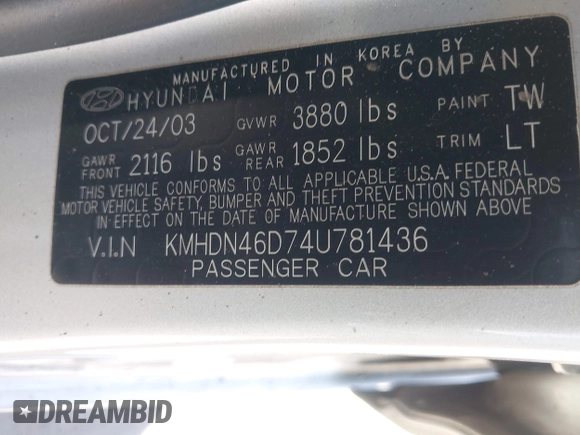 MANUFACTURED IN KOREA BY
HYUNDAI MOTOR COMPANY
OCT/24/03 GVWR 3880 lbs PAINT TW
GAWR FRONT 2116 lbs GAWR REAR 1852 lbs TRIM LT
THIS VEHICLE CONFORMS TO ALL APPLICABLE U.S.A. FEDERAL
MOTOR VEHICLE SAFETY, BUMPER AND THEFT PREVENTION STANDARDS
IN EFFECT ON THE DATE OF MANUFACTURE SHOWN ABOVE
V.I.N KMHDN46D74U781436
PASSENGER CAR
DREAMBID